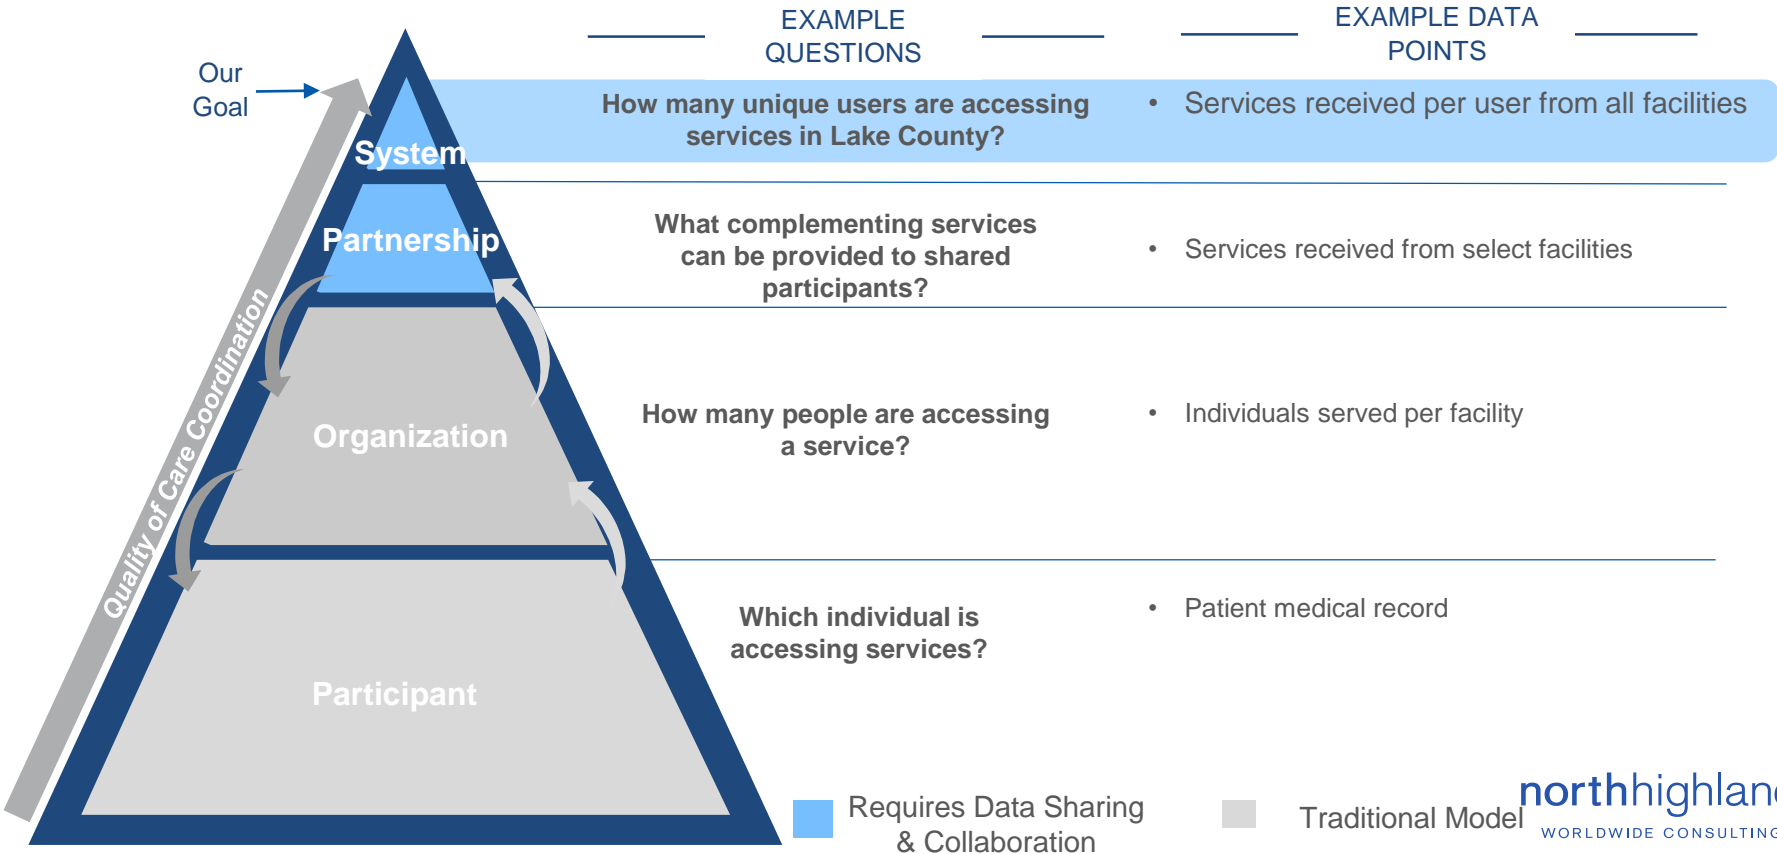 EXAMPLE
QUESTIONS
EXAMPLE DATA
POINTS
Our
Goal
How many unique users are accessing
services in Lake County?
• Services received per user from all facilities
System
What complementing services
can be provided to shared
participants?
• Services received from select facilities
Partnership
Quality of Care Coordination
How many people are accessing
a service?
• Individuals served per facility
Organization
Which individual is
accessing services?
• Patient medical record
Participant
Requires Data Sharing
& Collaboration
Traditional Model
northhighland
WORLDWIDE CONSULTING